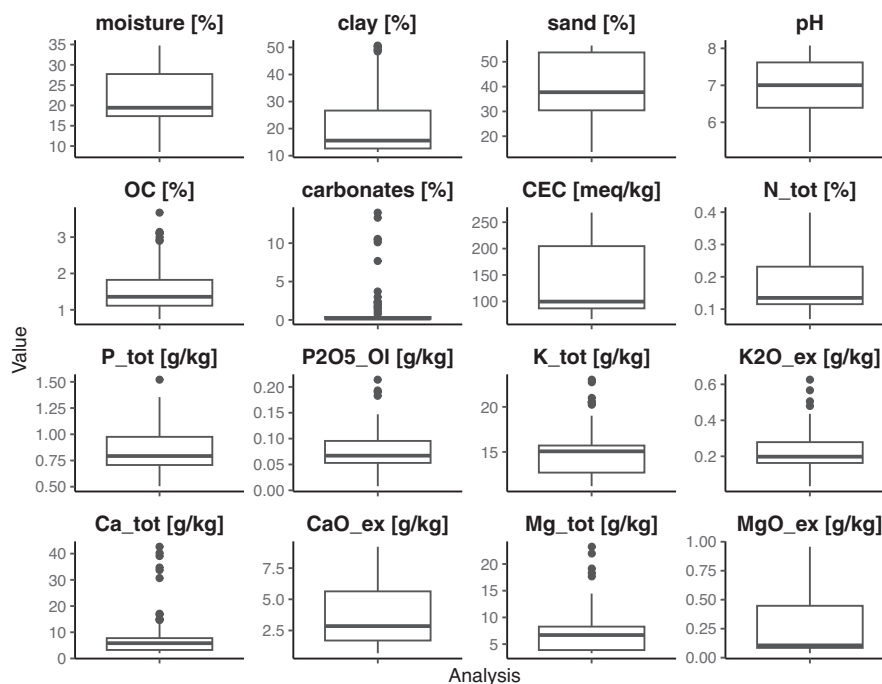 moisture [%] clay [%] sand [%] pH
35 30 25 20 15 10
50 40 30 20 10
50 40 30 20
8 7 6
OC [%] carbonates [%] CEC [meq/kg] N_tot [%]
3 2 1
10 5 0
250 200 150 100
0.4 0.3 0.2 0.1
Value
P_tot [g/kg] P2O5_Ol [g/kg] K_tot [g/kg] K2O_ex [g/kg]
1.50 1.25 1.00 0.75 0.50
0.20 0.15 0.10 0.05 0.00
20 15
0.6 0.4 0.2
Ca_tot [g/kg] CaO_ex [g/kg] Mg_tot [g/kg] MgO_ex [g/kg]
40 30 20 10 0
7.5 5.0 2.5
20 15 10 5
1.00 0.75 0.50 0.25 0.00
Analysis